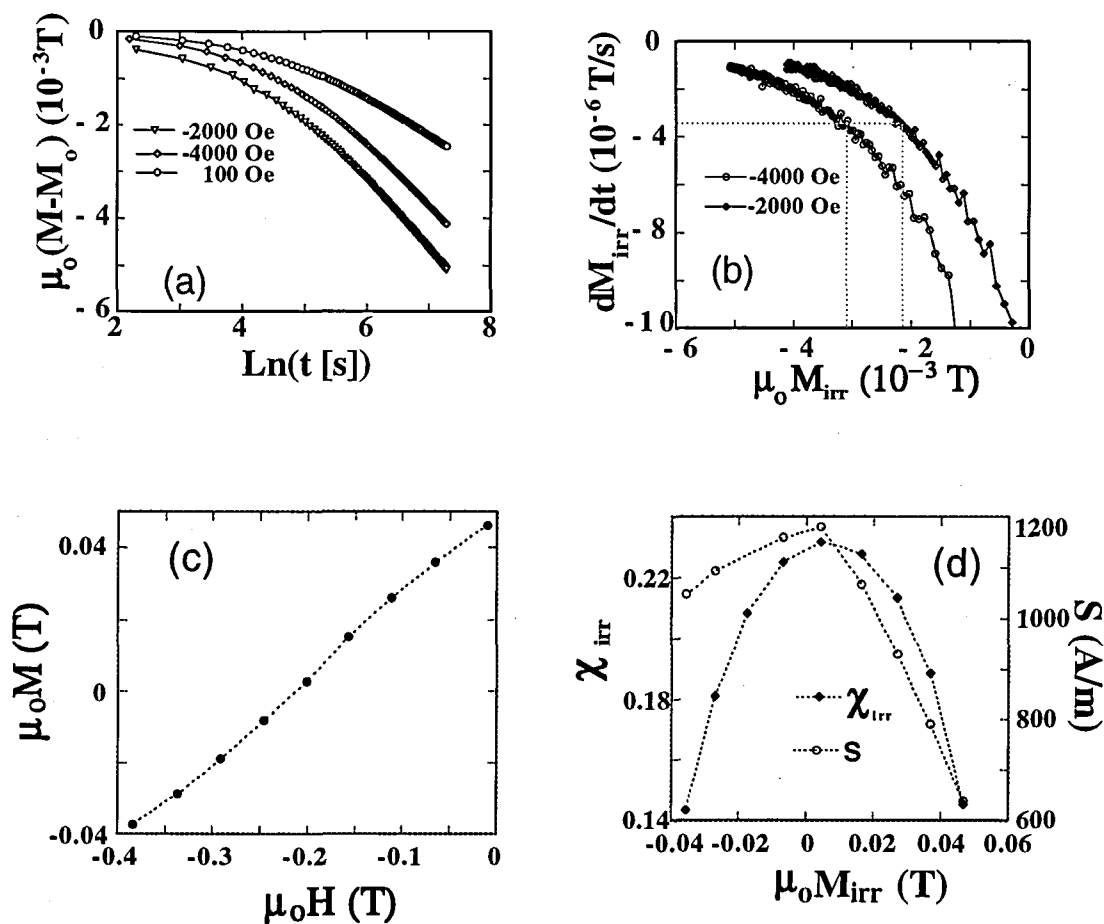 0
- 2
- 4
- 6
μo(M-Mo) (10⁻³T)
-2000 Oe
-4000 Oe
100 Oe
(a)
2 4 6 8
Ln(t [s])
0
- 2
- 4
- 6
- 8
-10
dMirr/dt (10⁻⁶ T/s)
-4000 Oe
-2000 Oe
(b)
- 6 - 4 - 2 0
μoMirr (10⁻³ T)
0.04
0
-0.04
μoM (T)
(c)
-0.4 -0.3 -0.2 -0.1 0
μoH (T)
0.22
0.18
0.14
χirr
(d)
χirr
S
1200
1000
800
600
S (A/m)
-0.04 -0.02 0 0.02 0.04 0.06
μoMirr (T)